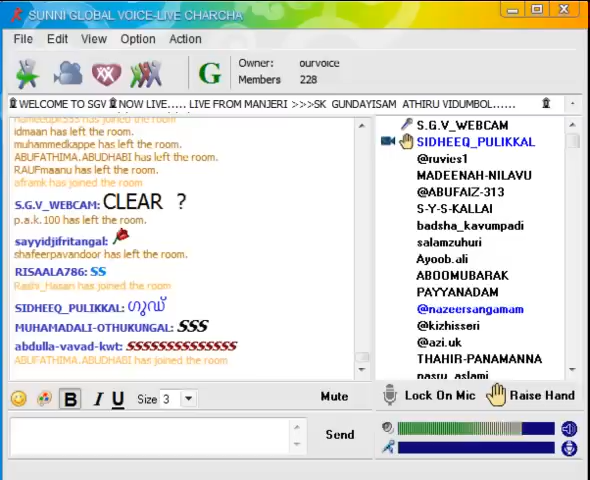 SUNNI GLOBAL VOICE-LIVE CHARCHA
File Edit View Option Action
G Owner: ourvoice
Members 228
WELCOME TO SGV NOW LIVE..... LIVE FROM MANJERI >>>SK GUNDAYISAM ATHIRU VIDUMBOL......
has joined the room
idmaan has left the room.
muhammedkappe has left the room.
ABUFATHIMA.ABUDHABI has left the room.
RAUFmaanu has left the room.
aframk has joined the room
S.G.V_WEBCAM: CLEAR ?
p.a.k.100 has left the room.
sayyidjifritangal:
shafeerpavandoor has left the room.
RISAALA786: SS
Rashi_Hasan has joined the room
SIDHEEQ_PULIKKAL: ഗുഡ്
MUHAMADALI-OTHUKUNGAL: SSS
abdulla-vavad-kwt: SSSSSSSSSSSSSS
ABUFATHIMA.ABUDHABI has joined the room
S.G.V_WEBCAM
SIDHEEQ_PULIKKAL
@ruvies1
MADEENAH-NILAVU
@ABUFAIZ-313
S-Y-S-KALLAI
badsha_kavumpadi
salamzuhuri
Ayoob.ali
ABOOMUBARAK
PAYYANADAM
@nazeersangamam
@kizhisseri
@azi.uk
THAHIR-PANAMANNA
nasru_aslami
B I U Size 3 Mute
Lock On Mic Raise Hand
Send